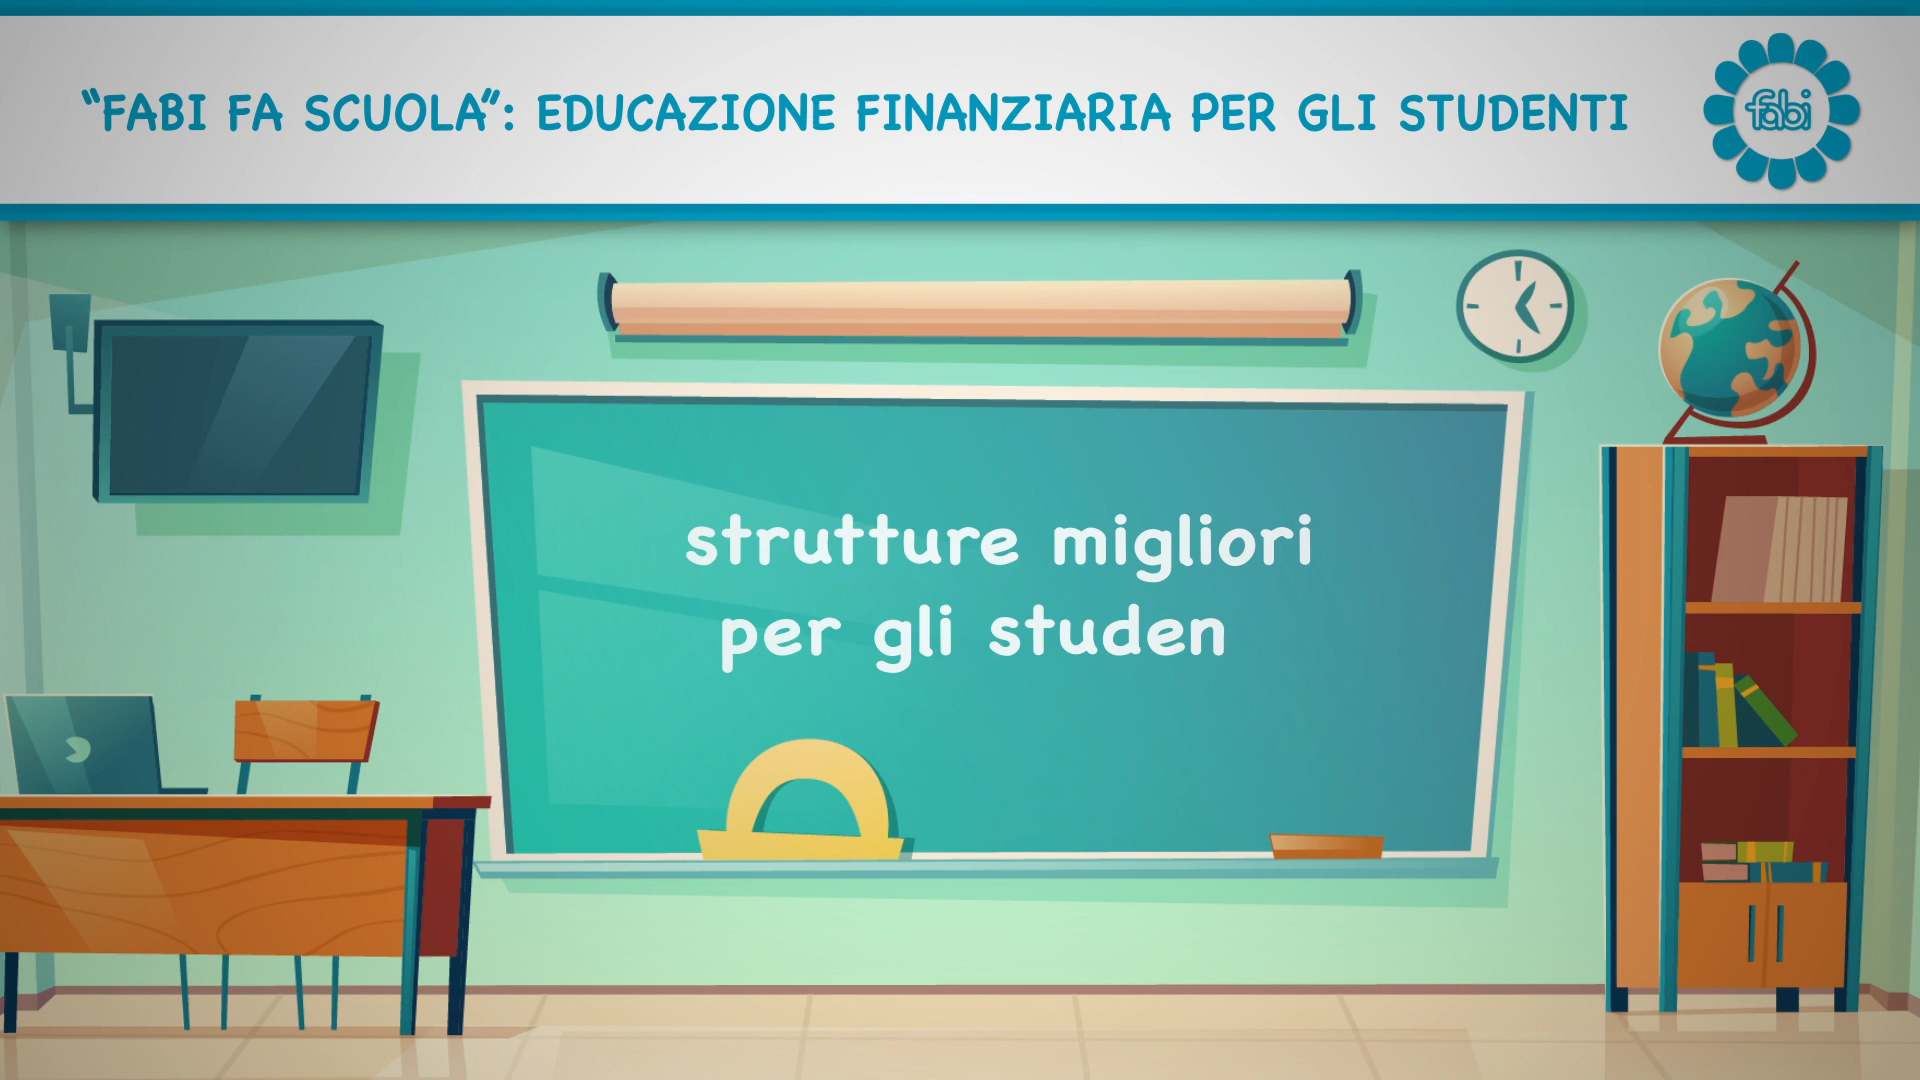 “FABI FA SCUOLA”: EDUCAZIONE FINANZIARIA PER GLI STUDENTI
fabi
strutture migliori
per gli studen